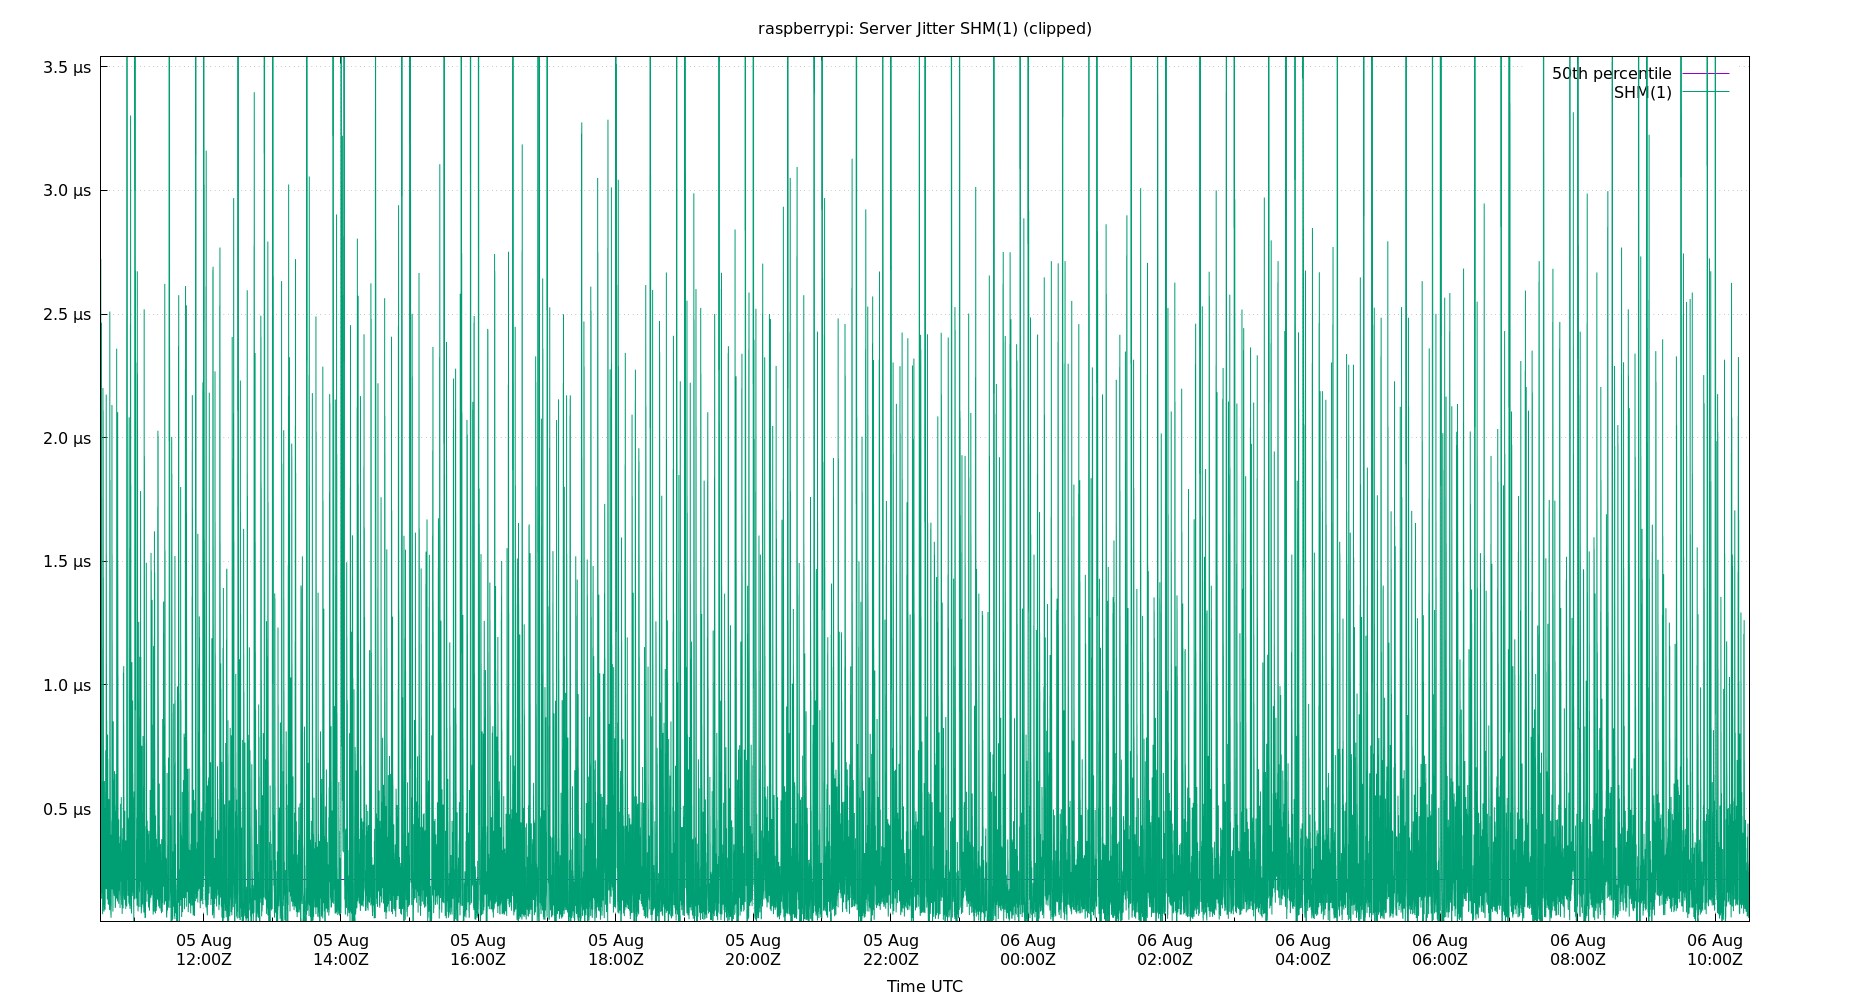 raspberrypi: Server Jitter SHM(1) (clipped)
3.5 µs
3.0 µs
2.5 µs
2.0 µs
1.5 µs
1.0 µs
0.5 µs
50th percentile
SHM(1)
05 Aug 05 Aug 05 Aug 05 Aug 05 Aug 05 Aug 06 Aug 06 Aug 06 Aug 06 Aug 06 Aug 06 Aug
12:00Z 14:00Z 16:00Z 18:00Z 20:00Z 22:00Z 00:00Z 02:00Z 04:00Z 06:00Z 08:00Z 10:00Z
Time UTC